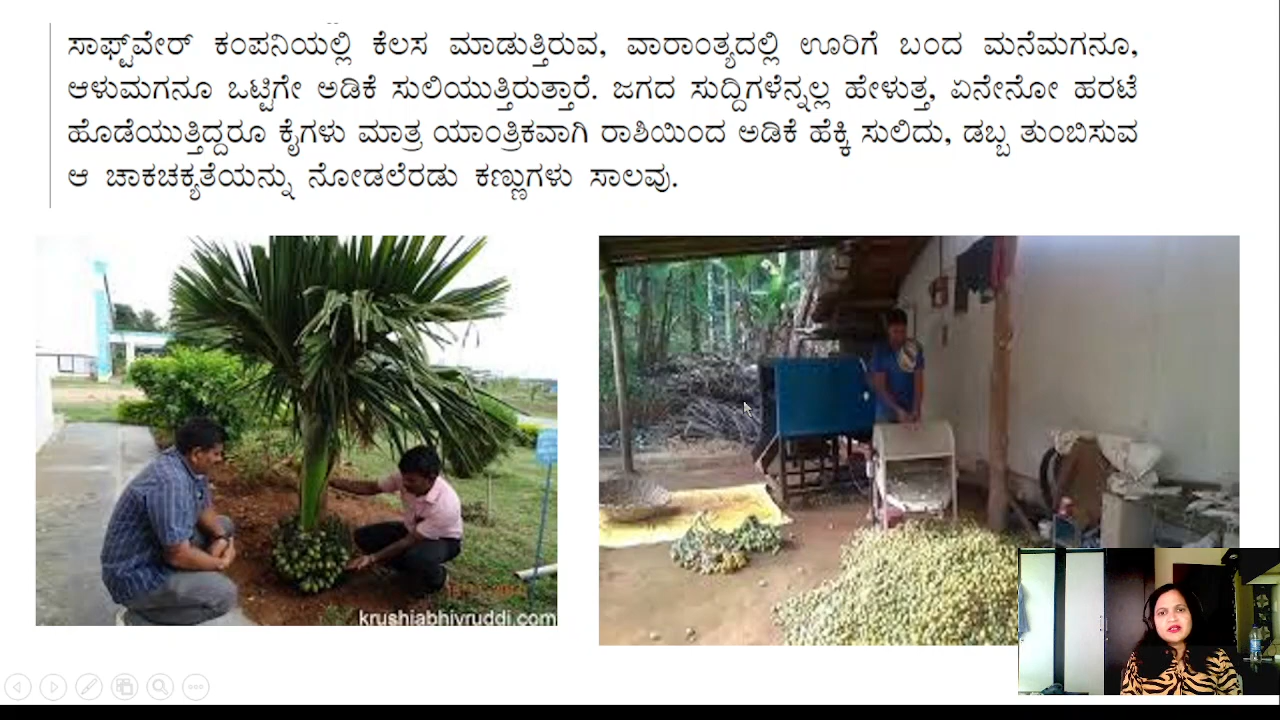 ಸಾಫ್ಟ್‌ವೇರ್ ಕಂಪನಿಯಲ್ಲಿ ಕೆಲಸ ಮಾಡುತ್ತಿರುವ, ವಾರಾಂತ್ಯದಲ್ಲಿ ಊರಿಗೆ ಬಂದ ಮನೆಮಗನೂ,
ಆಳುಮಗನೂ ಒಟ್ಟಿಗೇ ಅಡಿಕೆ ಸುಲಿಯುತ್ತಿರುತ್ತಾರೆ. ಜಗದ ಸುದ್ದಿಗಳೆನ್ನಲ್ಲ ಹೇಳುತ್ತ, ಏನೇನೋ ಹರಟೆ
ಹೊಡೆಯುತ್ತಿದ್ದರೂ ಕೈಗಳು ಮಾತ್ರ ಯಾಂತ್ರಿಕವಾಗಿ ರಾಶಿಯಿಂದ ಅಡಿಕೆ ಹೆಕ್ಕಿ ಸುಲಿದು, ಡಬ್ಬ ತುಂಬಿಸುವ
ಆ ಚಾಕಚಕ್ಯತೆಯನ್ನು ನೋಡಲೆರಡು ಕಣ್ಣುಗಳು ಸಾಲವು.
krushiabhivruddi.com